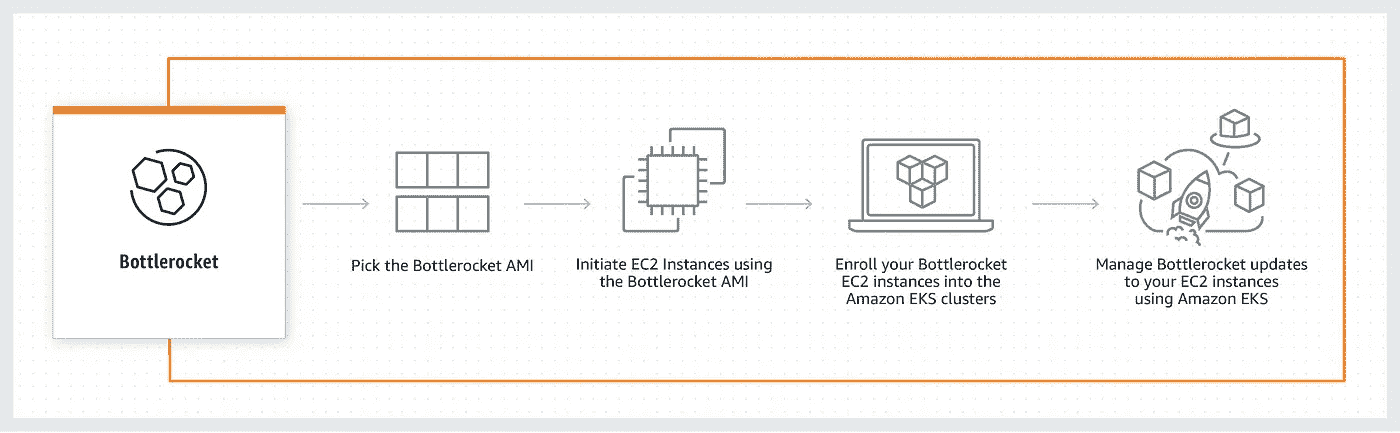 Bottlerocket
Pick the Bottlerocket AMI
Initiate EC2 Instances using
the Bottlerocket AMI
Enroll your Bottlerocket
EC2 instances into the
Amazon EKS clusters
Manage Bottlerocket updates
to your EC2 instances
using Amazon EKS